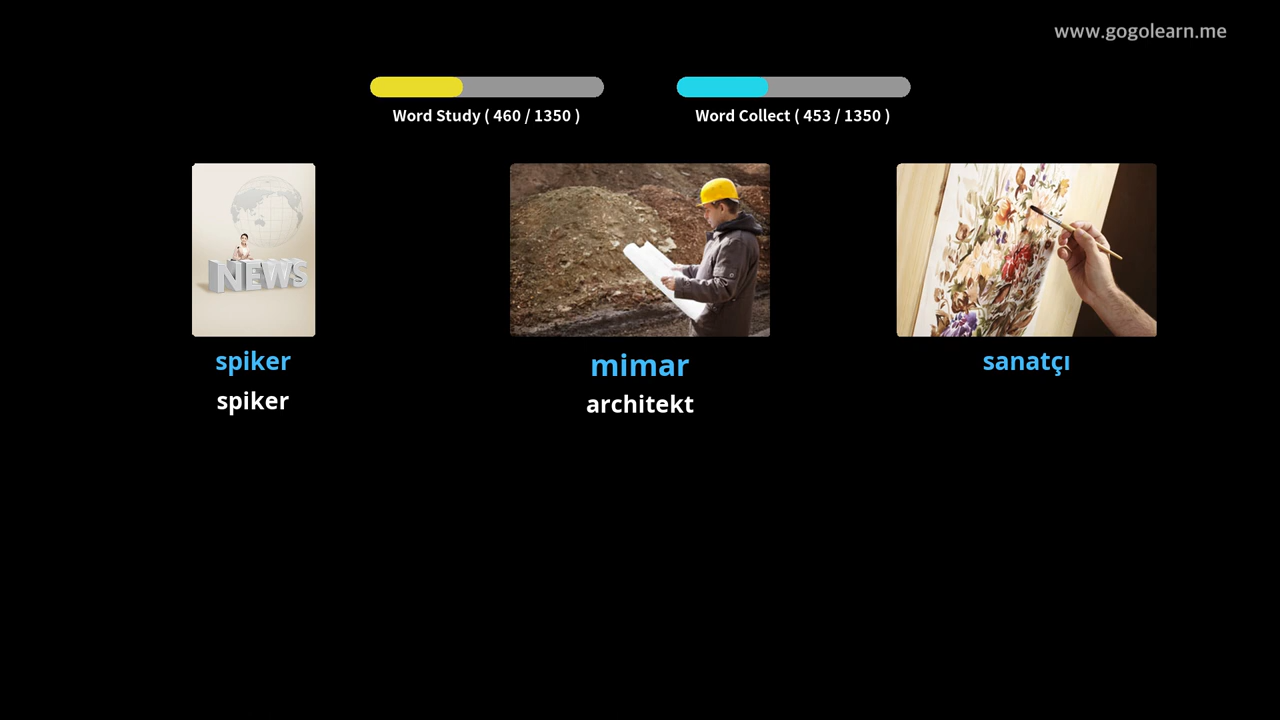 www.gogolearn.me
Word Study ( 460 / 1350 )
Word Collect ( 453 / 1350 )
NEWS
spiker
mimar
sanatçı
spiker
architekt